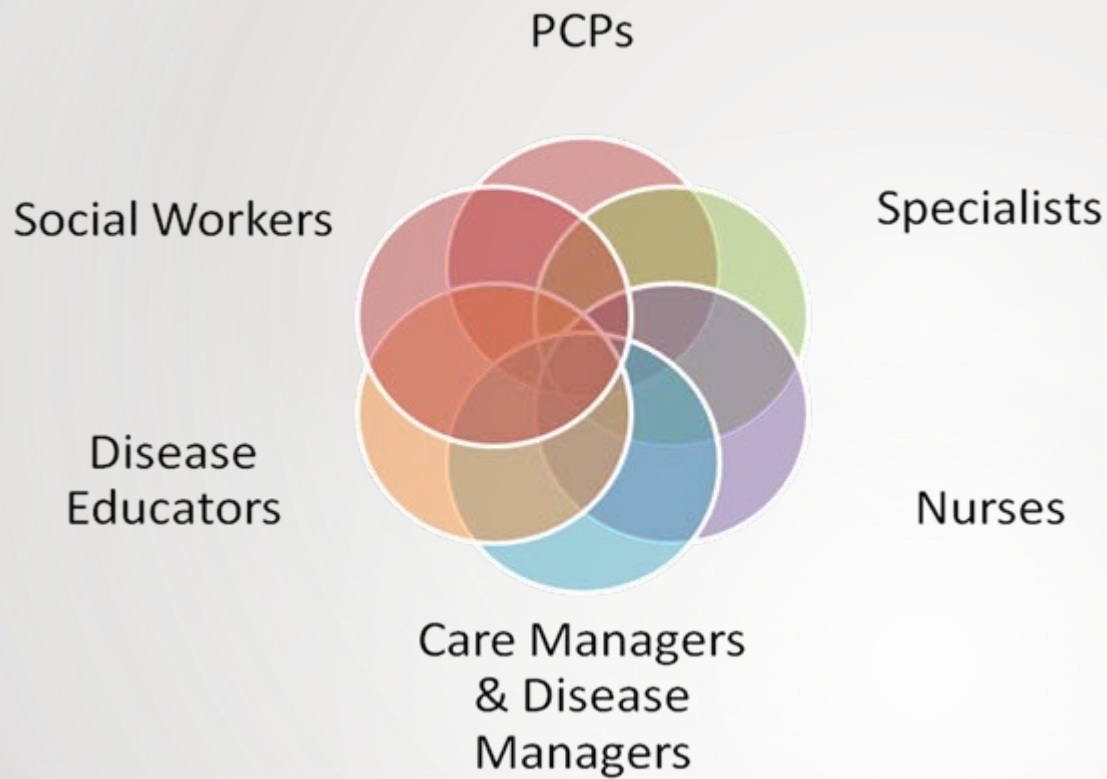 PCPs
Social Workers
Specialists
Disease
Educators
Nurses
Care Managers
& Disease
Managers